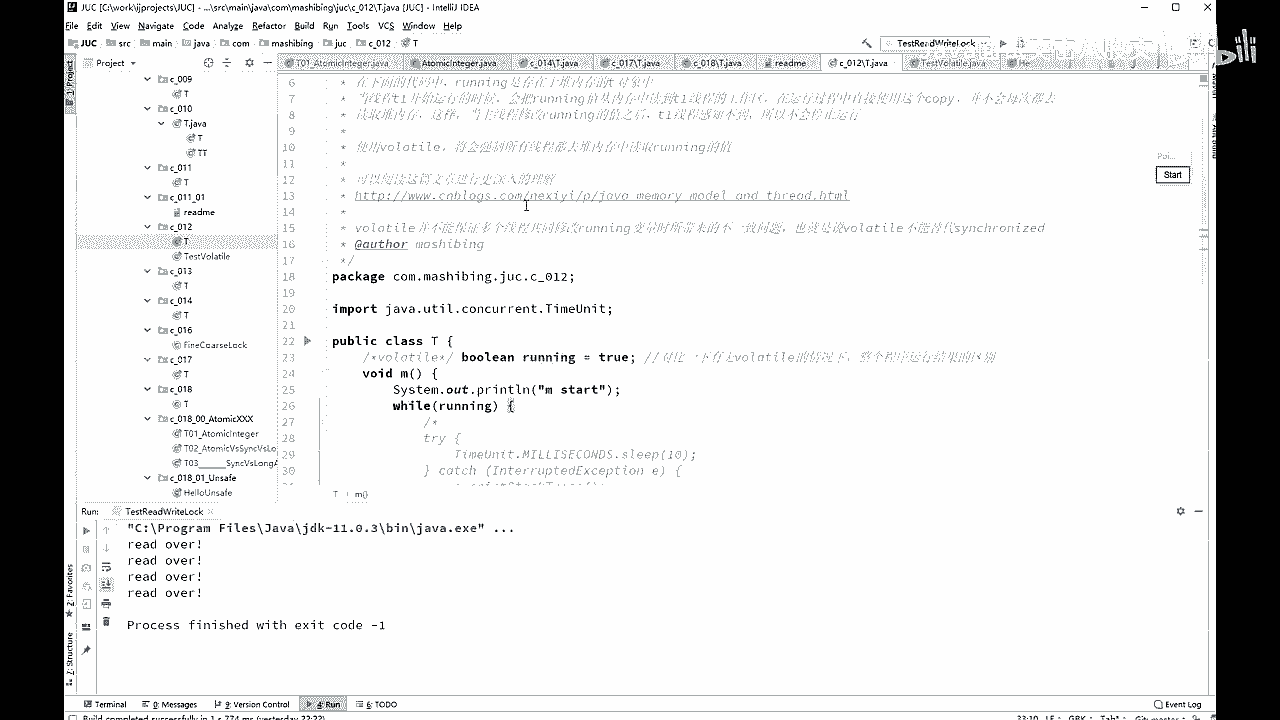 JUC [C:\work\ijprojects\JUC] - ...\src\main\java\com\mashibing\juc\c_012\T.java [JUC] - IntelliJ IDEA
File Edit View Navigate Code Analyze Refactor Build Run Tools VCS Window Help
JUC src main java com mashibing juc c_012 T
TestReadWriteLock
Project
T01_AtomicInteger.java AtomicInteger.java c_014\T.java c_017\T.java c_018\T.java readme c_012\T.java TestVolatile.java
1: Project
c_009
T
c_010
T.java
T
TT
c_011
T
c_011_01
readme
c_012
T
TestVolatile
c_013
T
c_014
T
c_016
FineCoarseLock
c_017
T
c_018
T
c_018_00_AtomicXXX
T01_AtomicInteger
T02_AtomicVsSyncVsLo
T03______SyncVsLongA
c_018_01_Unsafe
HelloUnsafe
6 * 在下面的代码中，running是存在于堆内存的t对象中
7 * 当线程t1开始运行的时候，会把running值从内存中读到t1线程的工作区，在运行过程中直接使用这个copy，并不会每次都去
8 * 读取堆内存，这样，当主线程修改running的值之后，t1线程感知不到，所以不会停止运行
9 *
10 * 使用volatile，将会强制所有线程都去堆内存中读取running的值
11 *
12 * 可以阅读这篇文章进行更深入的理解
13 * http://www.cnblogs.com/nexiyi/p/java_memory_model_and_thread.html
14 *
15 * volatile并不能保证多个线程共同修改running变量时所带来的不一致问题，也就是说volatile不能替代synchronized
16 * @author mashibing
17 */
18 package com.mashibing.juc.c_012;
19
20 import java.util.concurrent.TimeUnit;
21
22 public class T {
23 /*volatile*/ boolean running = true; //对比一下有无volatile的情况下，整个程序运行结果的区别
24 void m() {
25 System.out.println("m start");
26 while(running) {
27 /*
28 try {
29 TimeUnit.MILLISECONDS.sleep(10);
30 } catch (InterruptedException e) {
T m()
Poi...
Start
Run: TestReadWriteLock
"C:\Program Files\Java\jdk-11.0.3\bin\java.exe" ...
read over!
read over!
read over!
read over!
Process finished with exit code -1
2: Favorites
7: Structure
Terminal 0: Messages 9: Version Control 4: Run 6: TODO Event Log
Build completed successfully in 1 s 774 ms (yesterday 22:22)